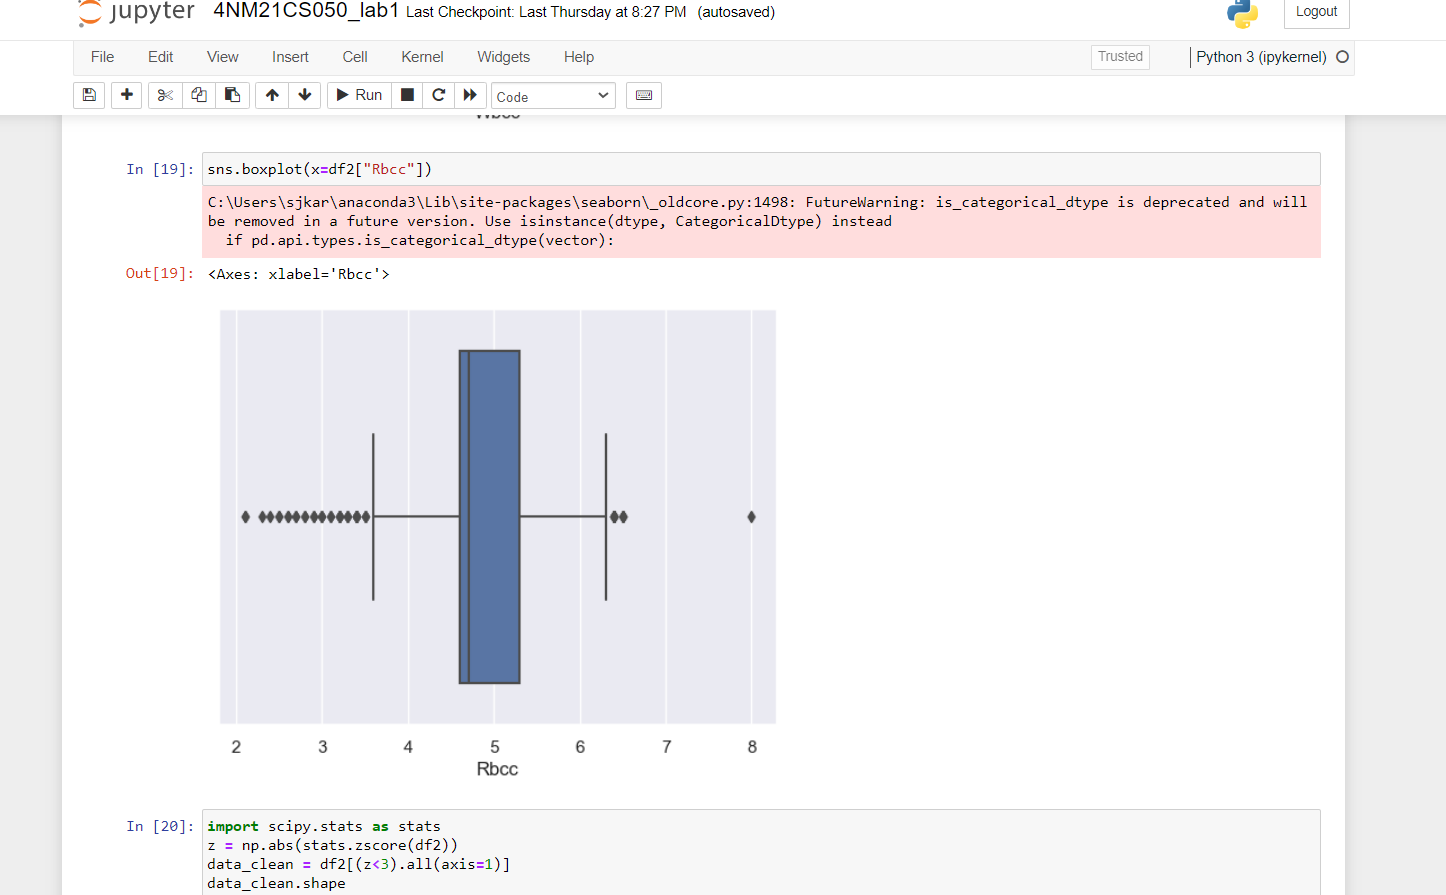 jupyter 4NM21CS050_lab1 Last Checkpoint: Last Thursday at 8:27 PM (autosaved)
Logout
File Edit View Insert Cell Kernel Widgets Help
Trusted
Python 3 (ipykernel)
Run
Code
In [19]: sns.boxplot(x=df2["Rbcc"])
C:\Users\sjkar\anaconda3\Lib\site-packages\seaborn\_oldcore.py:1498: FutureWarning: is_categorical_dtype is deprecated and will
be removed in a future version. Use isinstance(dtype, CategoricalDtype) instead
if pd.api.types.is_categorical_dtype(vector):
Out[19]: <Axes: xlabel='Rbcc'>
2 3 4 5 6 7 8
Rbcc
In [20]: import scipy.stats as stats
z = np.abs(stats.zscore(df2))
data_clean = df2[(z<3).all(axis=1)]
data_clean.shape